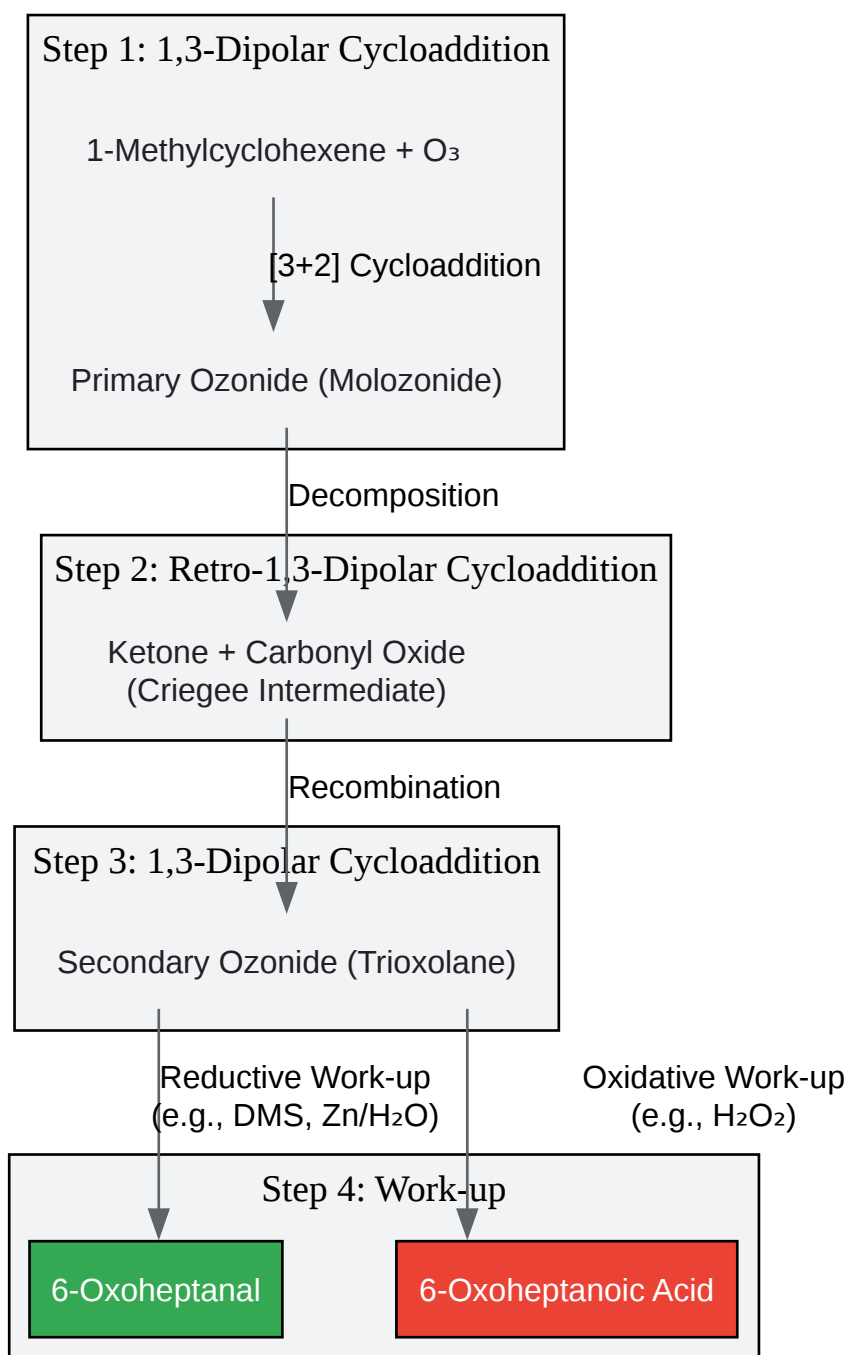 Step 1: 1,3-Dipolar Cycloaddition
1-Methylcyclohexene + O₃
[3+2] Cycloaddition
Primary Ozonide (Molozonide)
Decomposition
Step 2: Retro-1,3-Dipolar Cycloaddition
Ketone + Carbonyl Oxide
(Criegee Intermediate)
Recombination
Step 3: 1,3-Dipolar Cycloaddition
Secondary Ozonide (Trioxolane)
Reductive Work-up
(e.g., DMS, Zn/H₂O)
Oxidative Work-up
(e.g., H₂O₂)
Step 4: Work-up
6-Oxoheptanal
6-Oxoheptanoic Acid